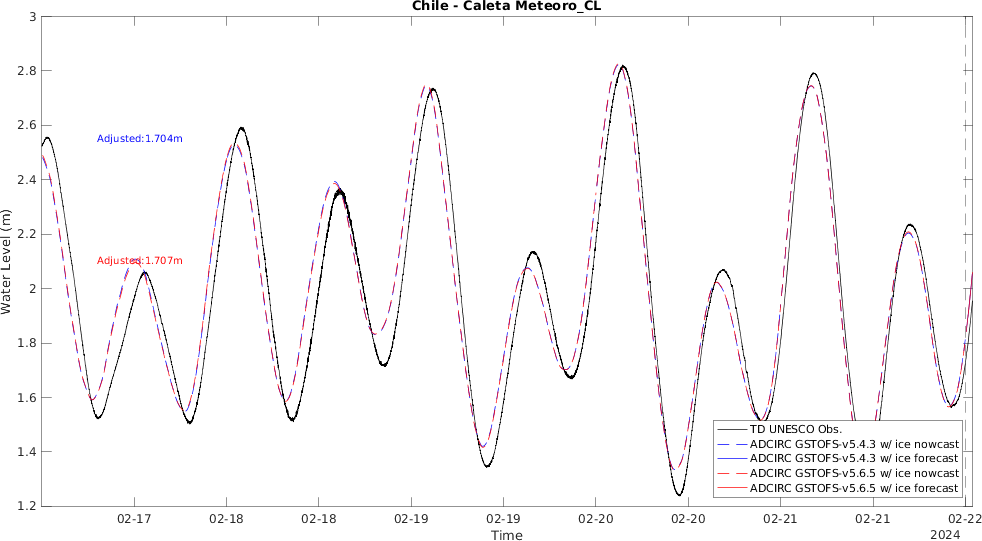 Chile - Caleta Meteoro_CL
3
2.8
2.6
2.4
2.2
2
1.8
1.6
1.4
1.2
Water Level (m)
Adjusted:1.704m
Adjusted:1.707m
TD UNESCO Obs.
ADCIRC GSTOFS-v5.4.3 w/ ice nowcast
ADCIRC GSTOFS-v5.4.3 w/ ice forecast
ADCIRC GSTOFS-v5.6.5 w/ ice nowcast
ADCIRC GSTOFS-v5.6.5 w/ ice forecast
02-17 02-18 02-18 02-19 02-19 02-20 02-20 02-21 02-21 02-22
Time
2024